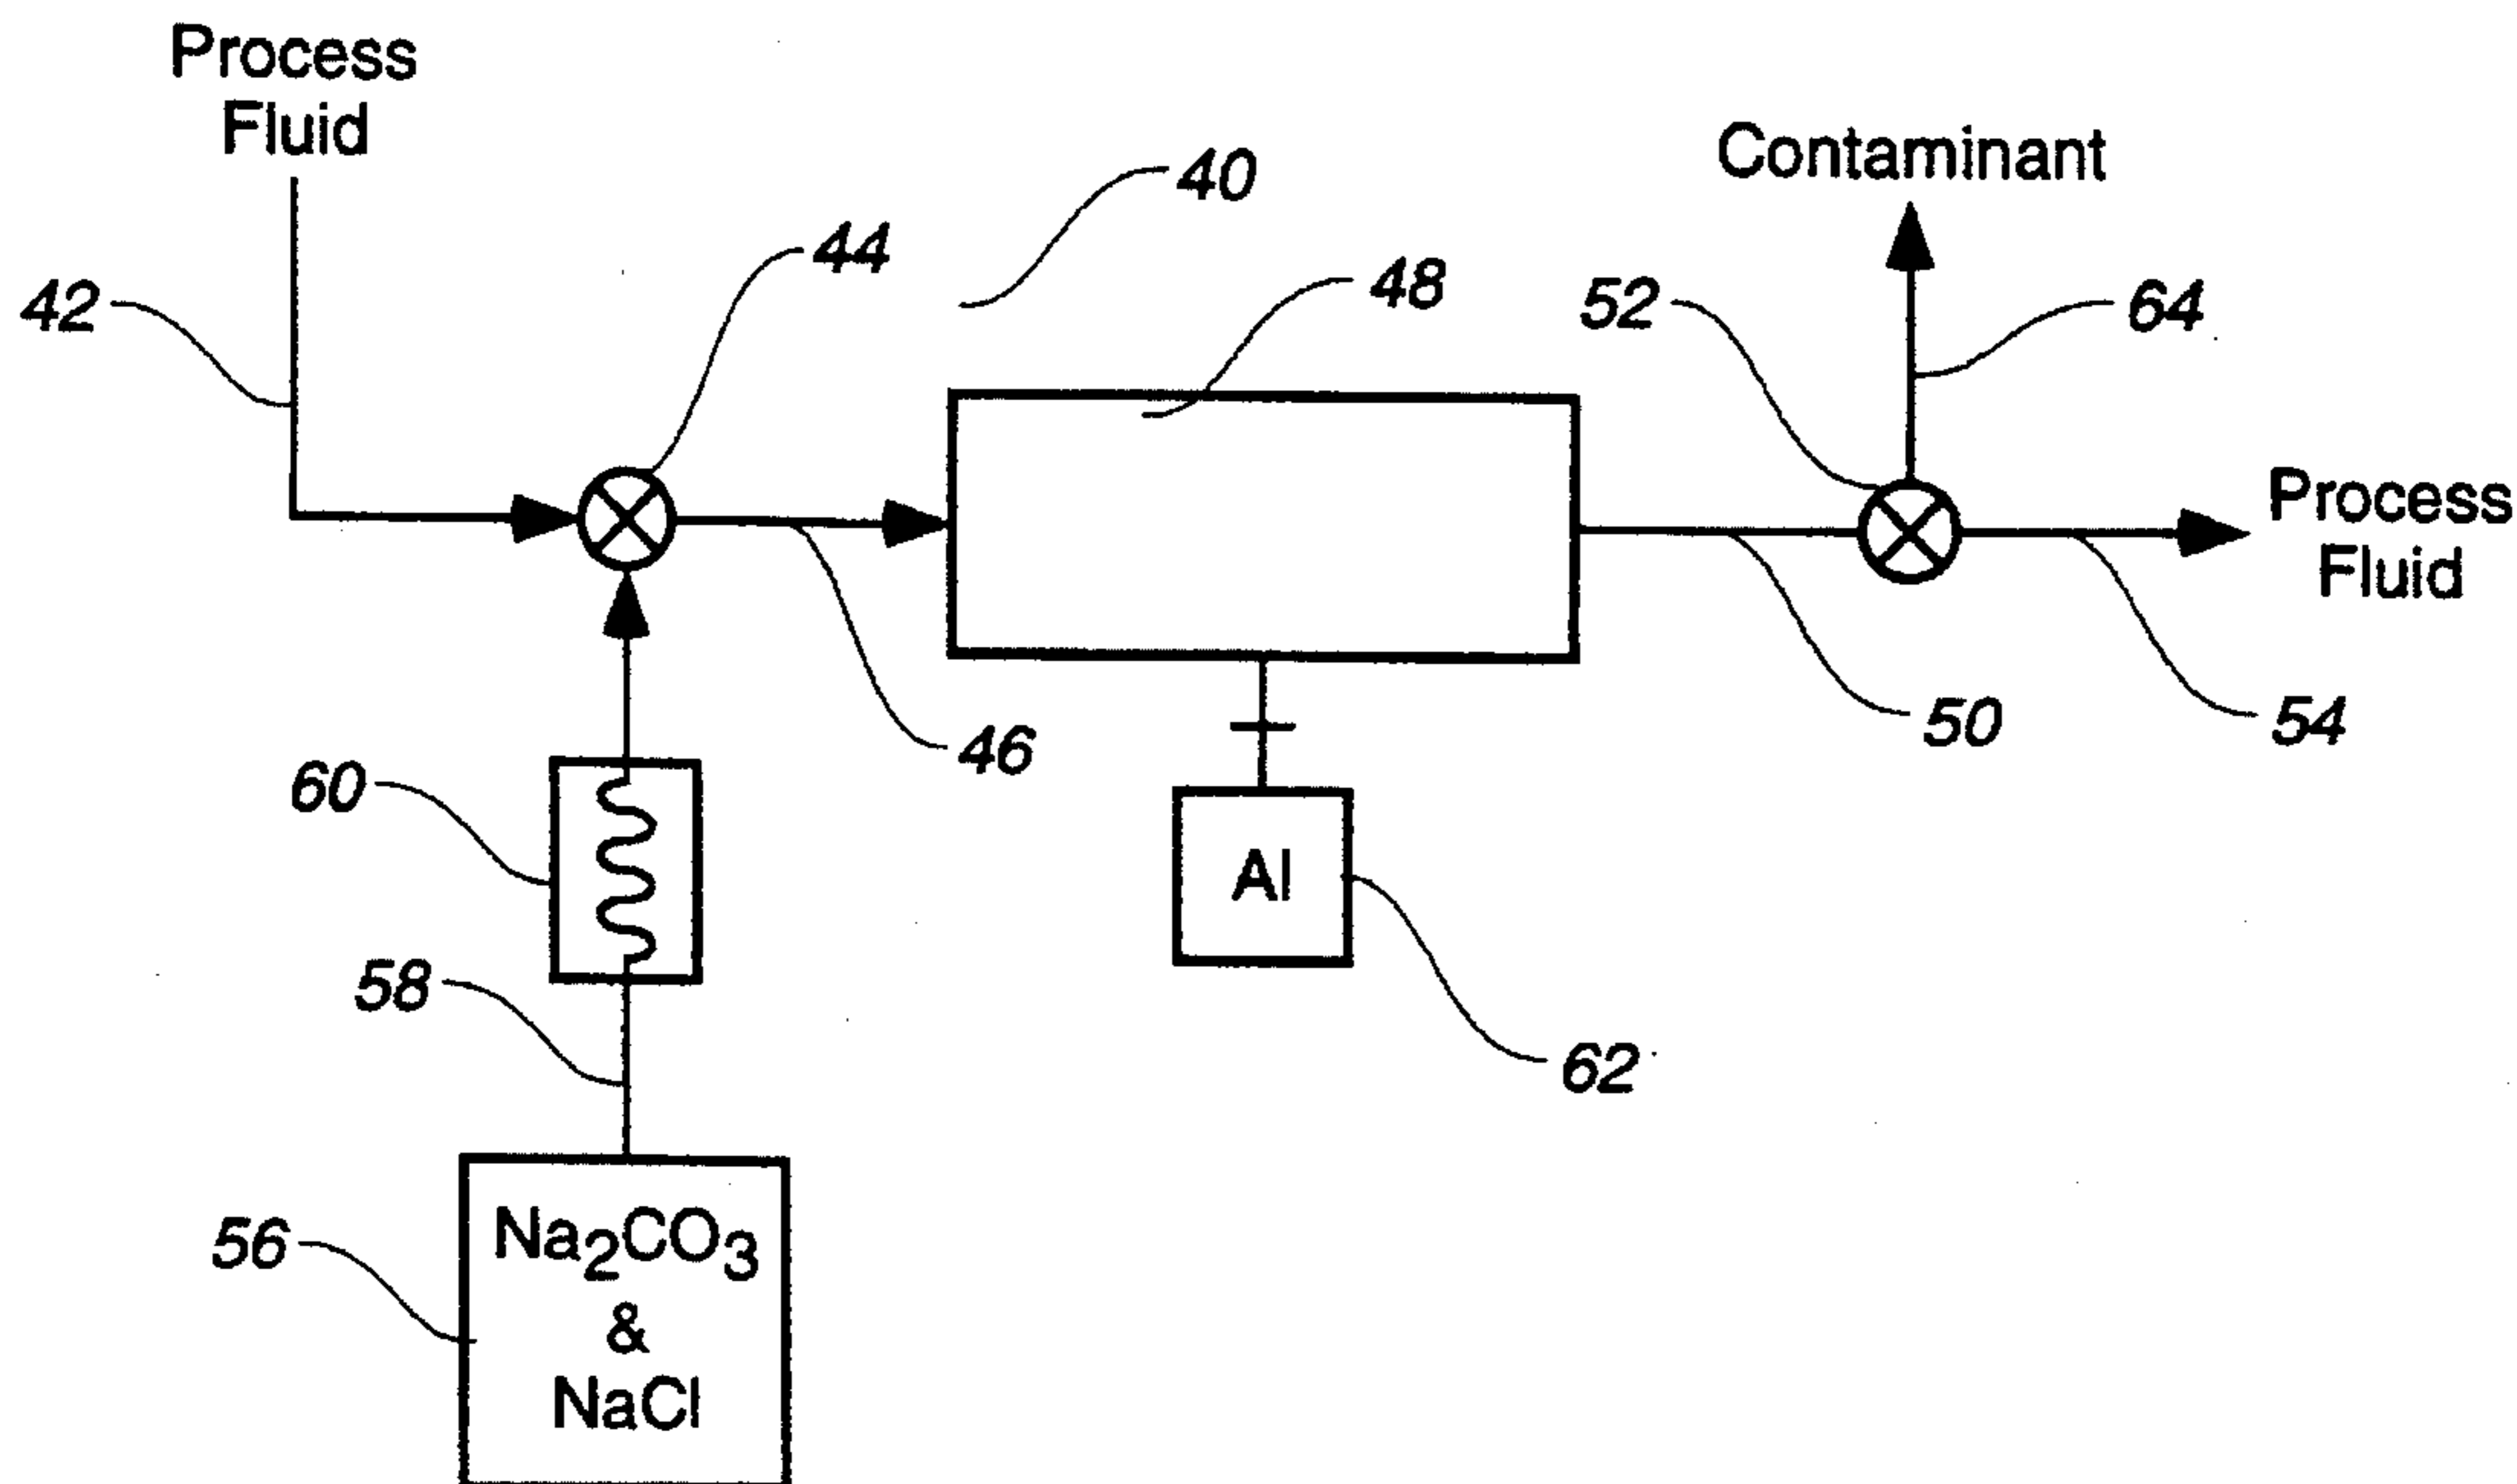 Process
Fluid
40
Contaminant
44
42
48
52
64
Process
Fluid
46
50
54
60
Al
58
62
56
Na2CO3
&
NaCl